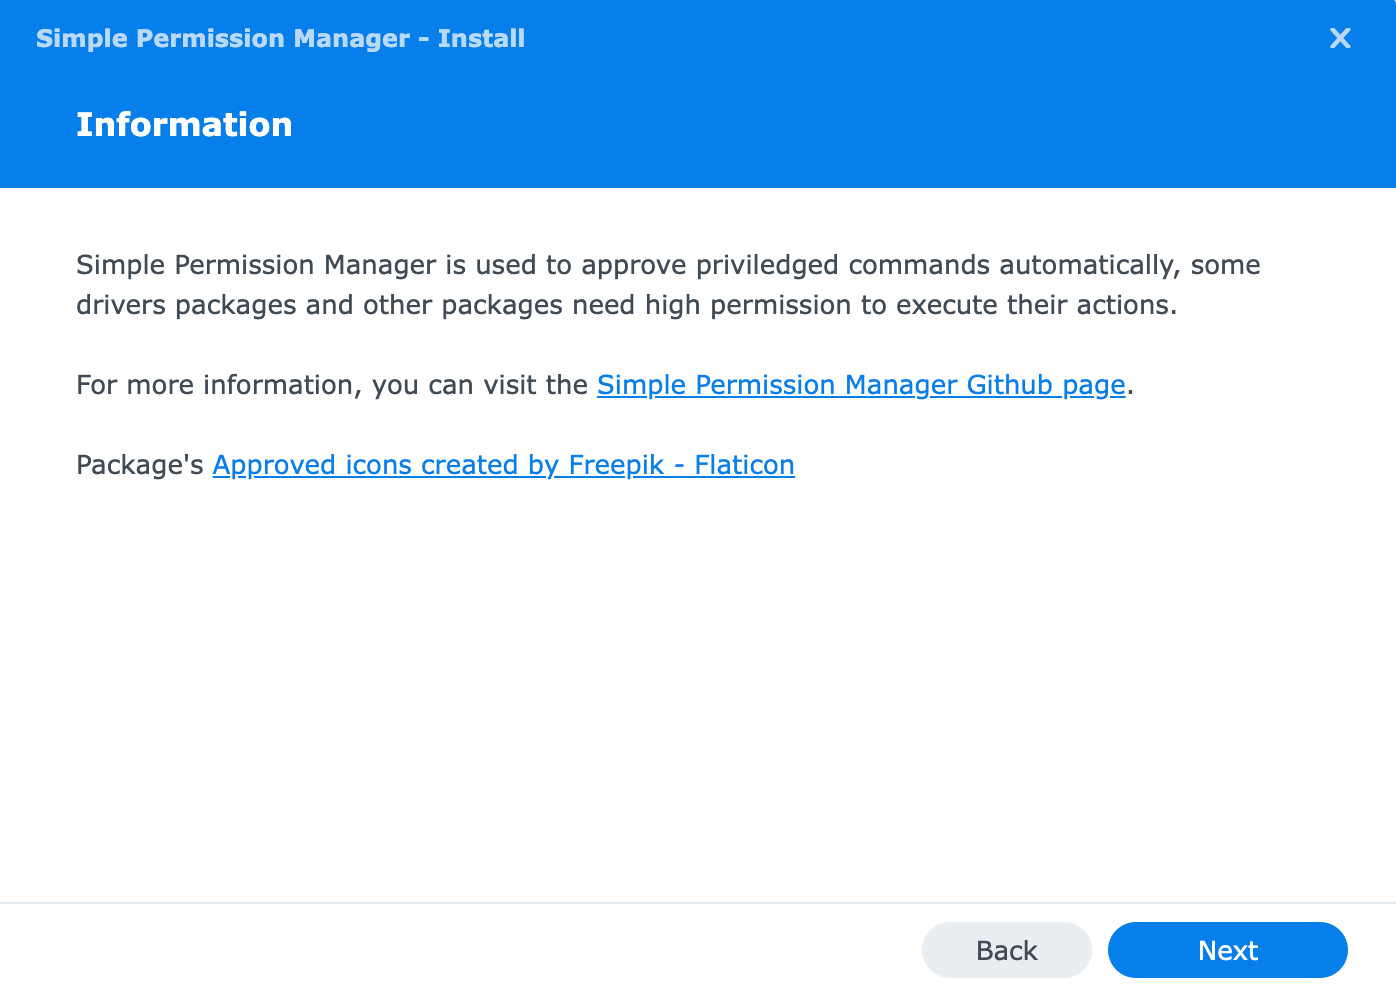 Simple Permission Manager - Install
X
Information
Simple Permission Manager is used to approve priviledged commands automatically, some
drivers packages and other packages need high permission to execute their actions.
For more information, you can visit the Simple Permission Manager Github page.
Package's Approved icons created by Freepik - Flaticon
Back
Next